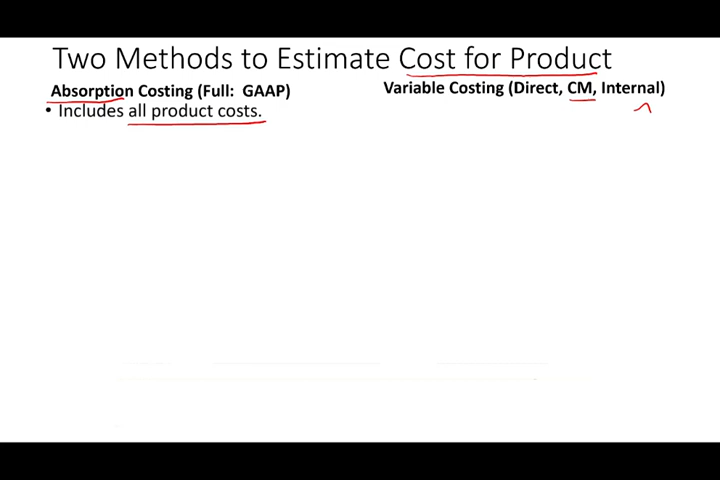 Two Methods to Estimate Cost for Product
Absorption Costing (Full: GAAP)
• Includes all product costs.
Variable Costing (Direct, CM, Internal)